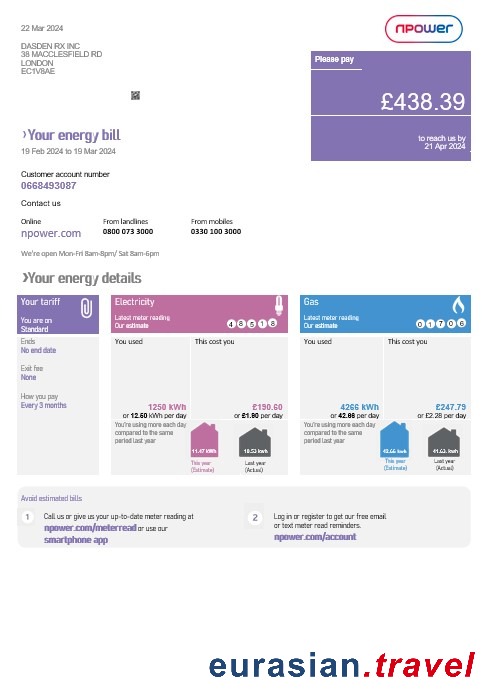 22 Mar 2024
npower
DASDEN RX INC
38 MACCLESFIELD RD
LONDON
EC1V8AE
Please pay
£438.39
to reach us by
21 Apr 2024
Your energy bill
19 Feb 2024 to 19 Mar 2024
Customer account number
0668493087
Contact us
Online From landlines From mobiles
npower.com 0800 073 3000 0330 100 3000
We're open Mon-Fri 8am-8pm/ Sat 8am-6pm
Your energy details
Your tariff
You are on
Standard
Ends
No end date
Exit fee
None
How you pay
Every 3 months
Electricity
Latest meter reading
Our estimate
48518
You used This cost you
1250 kWh £190.60
or 12.60 kWh per day or £1.90 per day
You're using more each day
compared to the same
period last year
11.47 kWh
This year
(Estimate)
10.53 kwh
Last year
(Actual)
Gas
Latest meter reading
Our estimate
01706
You used This cost you
4266 kWh £247.79
or 42.66 kWh per day or £2.28 per day
You're using more each day
compared to the same
period last year
42.66 kwh
This year
(Estimate)
41.63 kwh
Last year
(Actual)
Avoid estimated bills
1 Call us or give us your up-to-date meter reading at
npower.com/meterread or use our
smartphone app
2 Log in or register to get our free email
or text meter read reminders.
npower.com/account
eurasian.travel